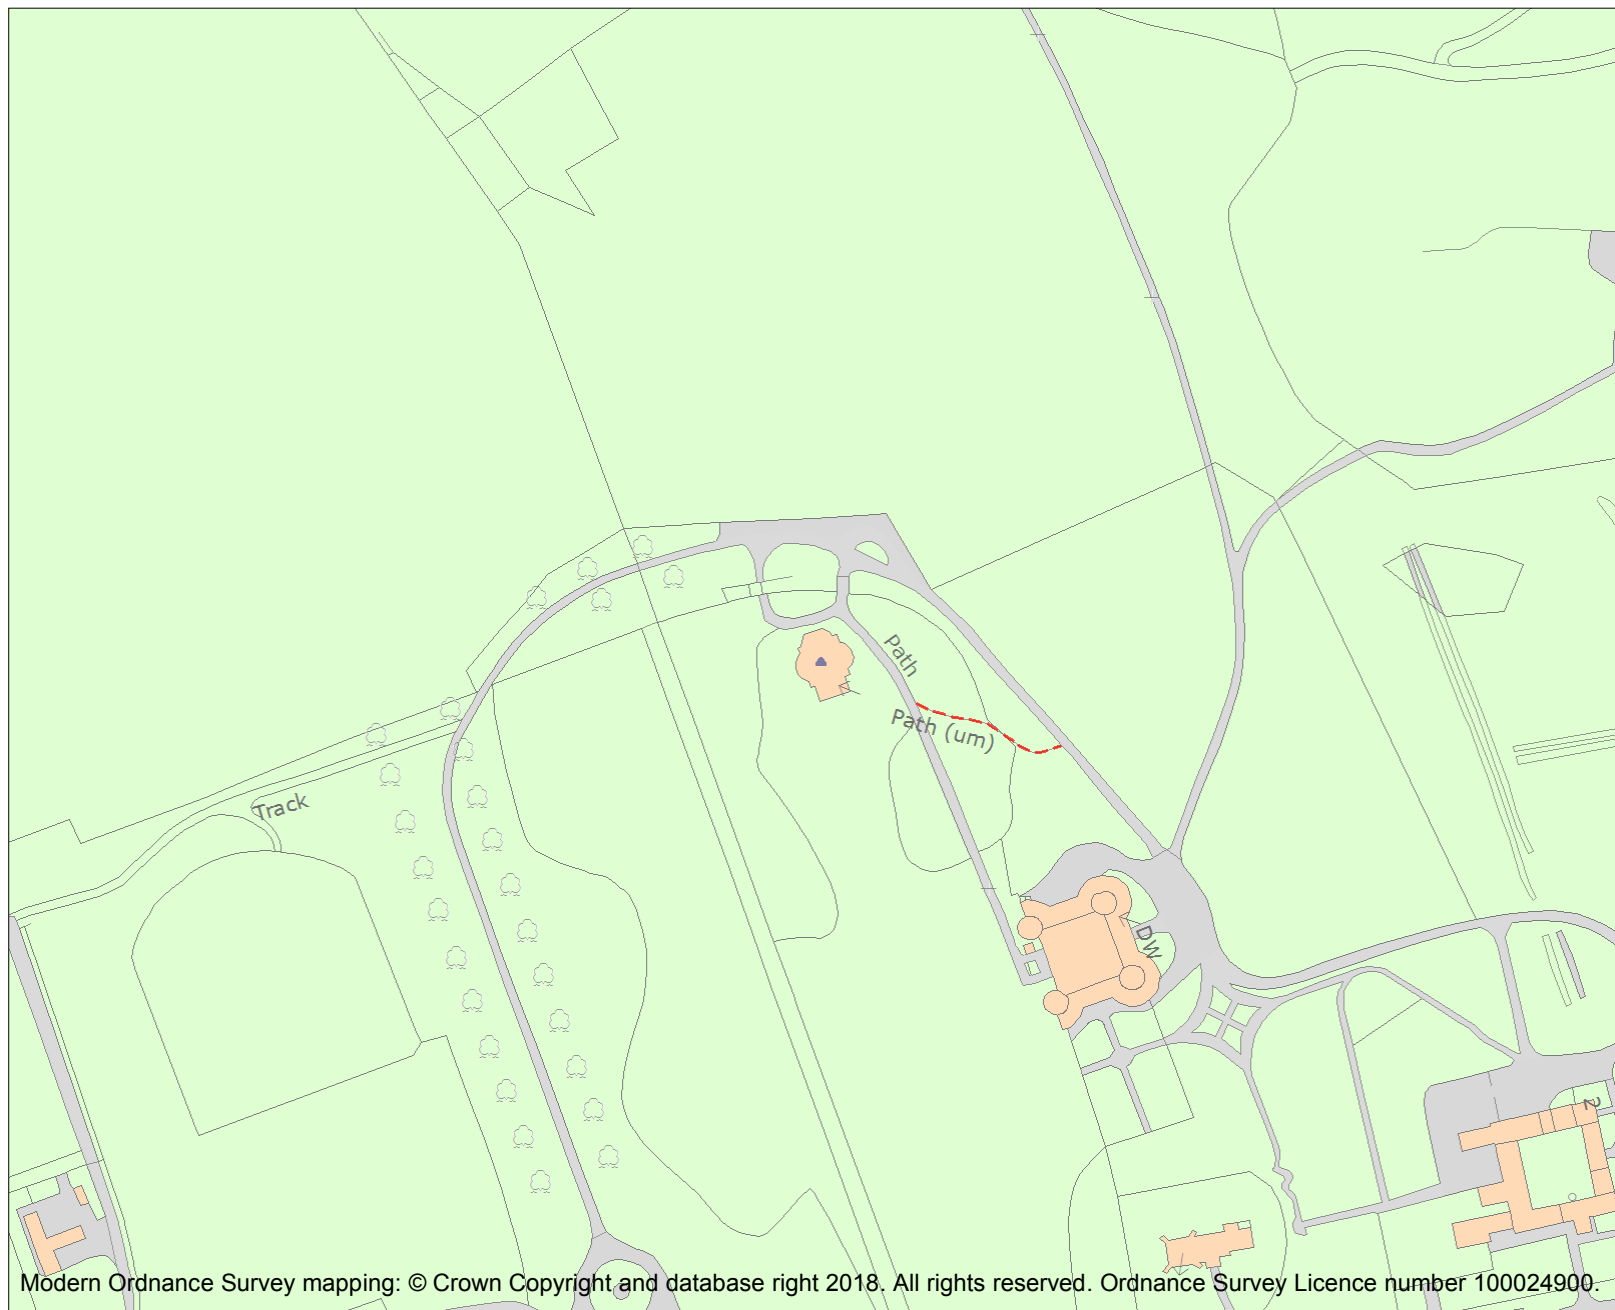 Path
Path (um)
Track
DW
2
Modern Ordnance Survey mapping: © Crown Copyright and database right 2018. All rights reserved. Ordnance Survey Licence number 100024900.